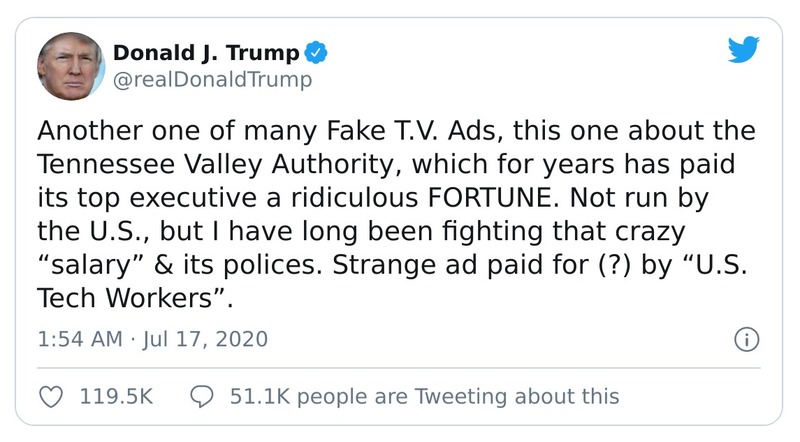 Donald J. Trump
@realDonaldTrump
Another one of many Fake T.V. Ads, this one about the
Tennessee Valley Authority, which for years has paid
its top executive a ridiculous FORTUNE. Not run by
the U.S., but I have long been fighting that crazy
“salary” & its polices. Strange ad paid for (?) by “U.S.
Tech Workers”.
1:54 AM · Jul 17, 2020
119.5K 51.1K people are Tweeting about this